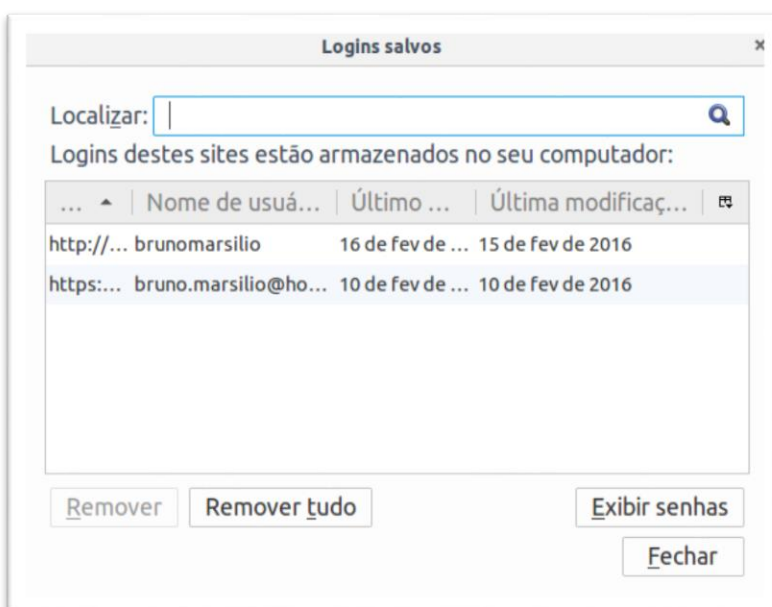 Logins salvos ×
Localizar:
Logins destes sites estão armazenados no seu computador:
... Nome de usuá... Último ... Última modificaç...
http://... brunomarsilio 16 de fev de ... 15 de fev de 2016
https:... bruno.marsilio@ho... 10 de fev de ... 10 de fev de 2016
Remover Remover tudo Exibir senhas
Fechar